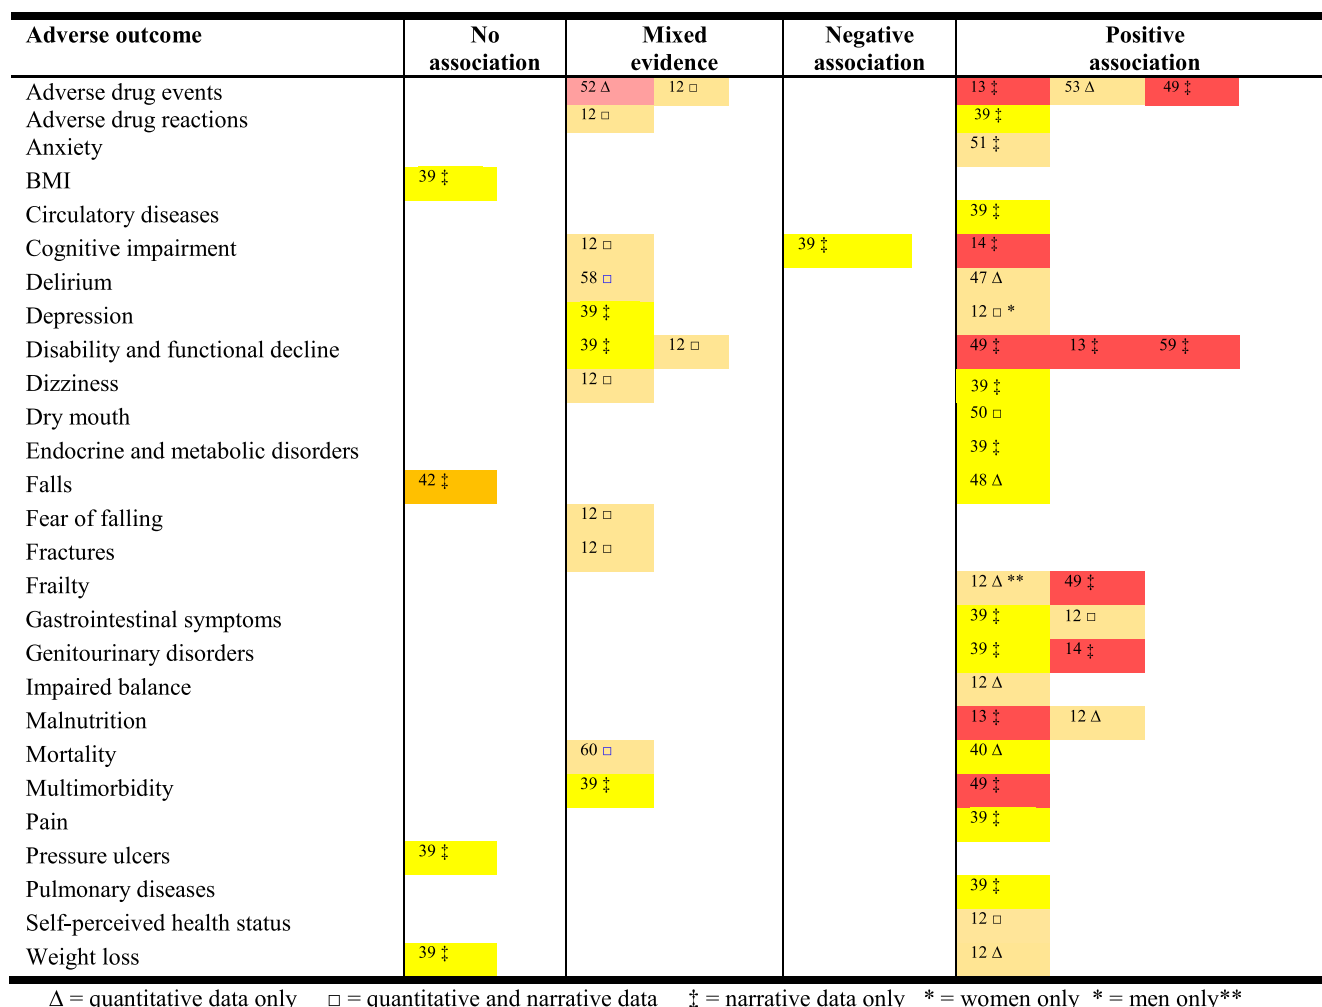 Adverse outcome No association Mixed evidence Negative association Positive association
Adverse drug events 52 Δ 12 □ 13 ‡ 53 Δ 49 ‡
Adverse drug reactions 12 □ 39 ‡
Anxiety 51 ‡
BMI 39 ‡
Circulatory diseases 39 ‡
Cognitive impairment 12 □ 39 ‡ 14 ‡
Delirium 58 □ 47 Δ
Depression 39 ‡ 12 □ *
Disability and functional decline 39 ‡ 12 □ 49 ‡ 13 ‡ 59 ‡
Dizziness 12 □ 39 ‡
Dry mouth 50 □
Endocrine and metabolic disorders 39 ‡
Falls 42 ‡ 48 Δ
Fear of falling 12 □
Fractures 12 □
Frailty 12 Δ ** 49 ‡
Gastrointestinal symptoms 39 ‡ 12 □
Genitourinary disorders 39 ‡ 14 ‡
Impaired balance 12 Δ
Malnutrition 13 ‡ 12 Δ
Mortality 60 □ 40 Δ
Multimorbidity 39 ‡ 49 ‡
Pain 39 ‡
Pressure ulcers 39 ‡
Pulmonary diseases 39 ‡
Self-perceived health status 12 □
Weight loss 39 ‡ 12 Δ
Δ = quantitative data only □ = quantitative and narrative data ‡ = narrative data only * = women only * = men only**